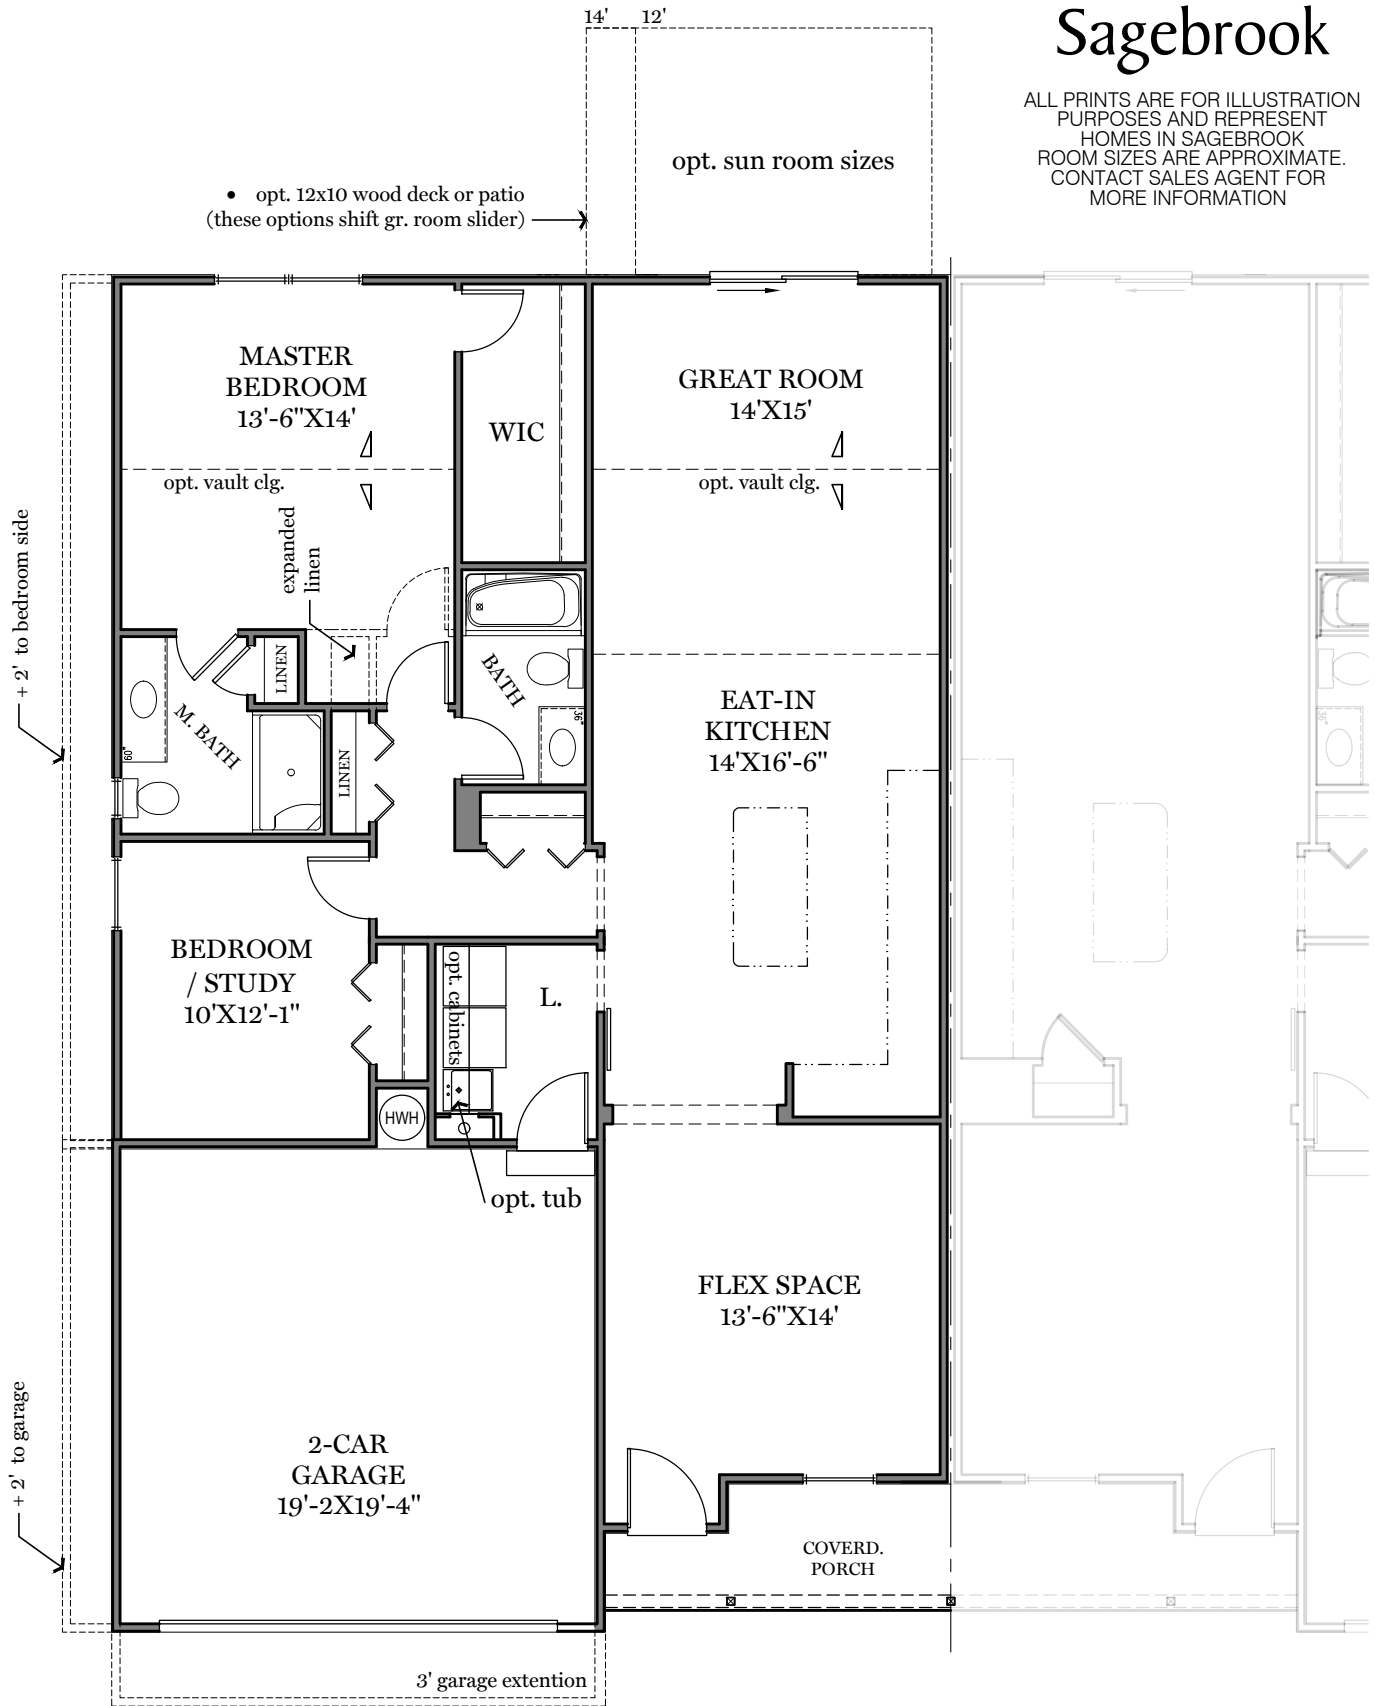 14' 12'
Sagebrook
ALL PRINTS ARE FOR ILLUSTRATION
PURPOSES AND REPRESENT
HOMES IN SAGEBROOK
ROOM SIZES ARE APPROXIMATE.
CONTACT SALES AGENT FOR
MORE INFORMATION
opt. sun room sizes
• opt. 12x10 wood deck or patio
(these options shift gr. room slider)
MASTER
BEDROOM
13'-6"X14'
WIC
GREAT ROOM
14'X15'
opt. vault clg.
opt. vault clg.
expanded
linen
+ 2' to bedroom side
LINEN
BATH
36"
M. BATH
60"
LINEN
EAT-IN
KITCHEN
14'X16'-6"
36"
BEDROOM
/ STUDY
10'X12'-1"
opt. cabinets
L.
HWH
opt. tub
FLEX SPACE
13'-6"X14'
2-CAR
GARAGE
19'-2X19'-4"
+ 2' to garage
COVERD.
PORCH
3' garage extention